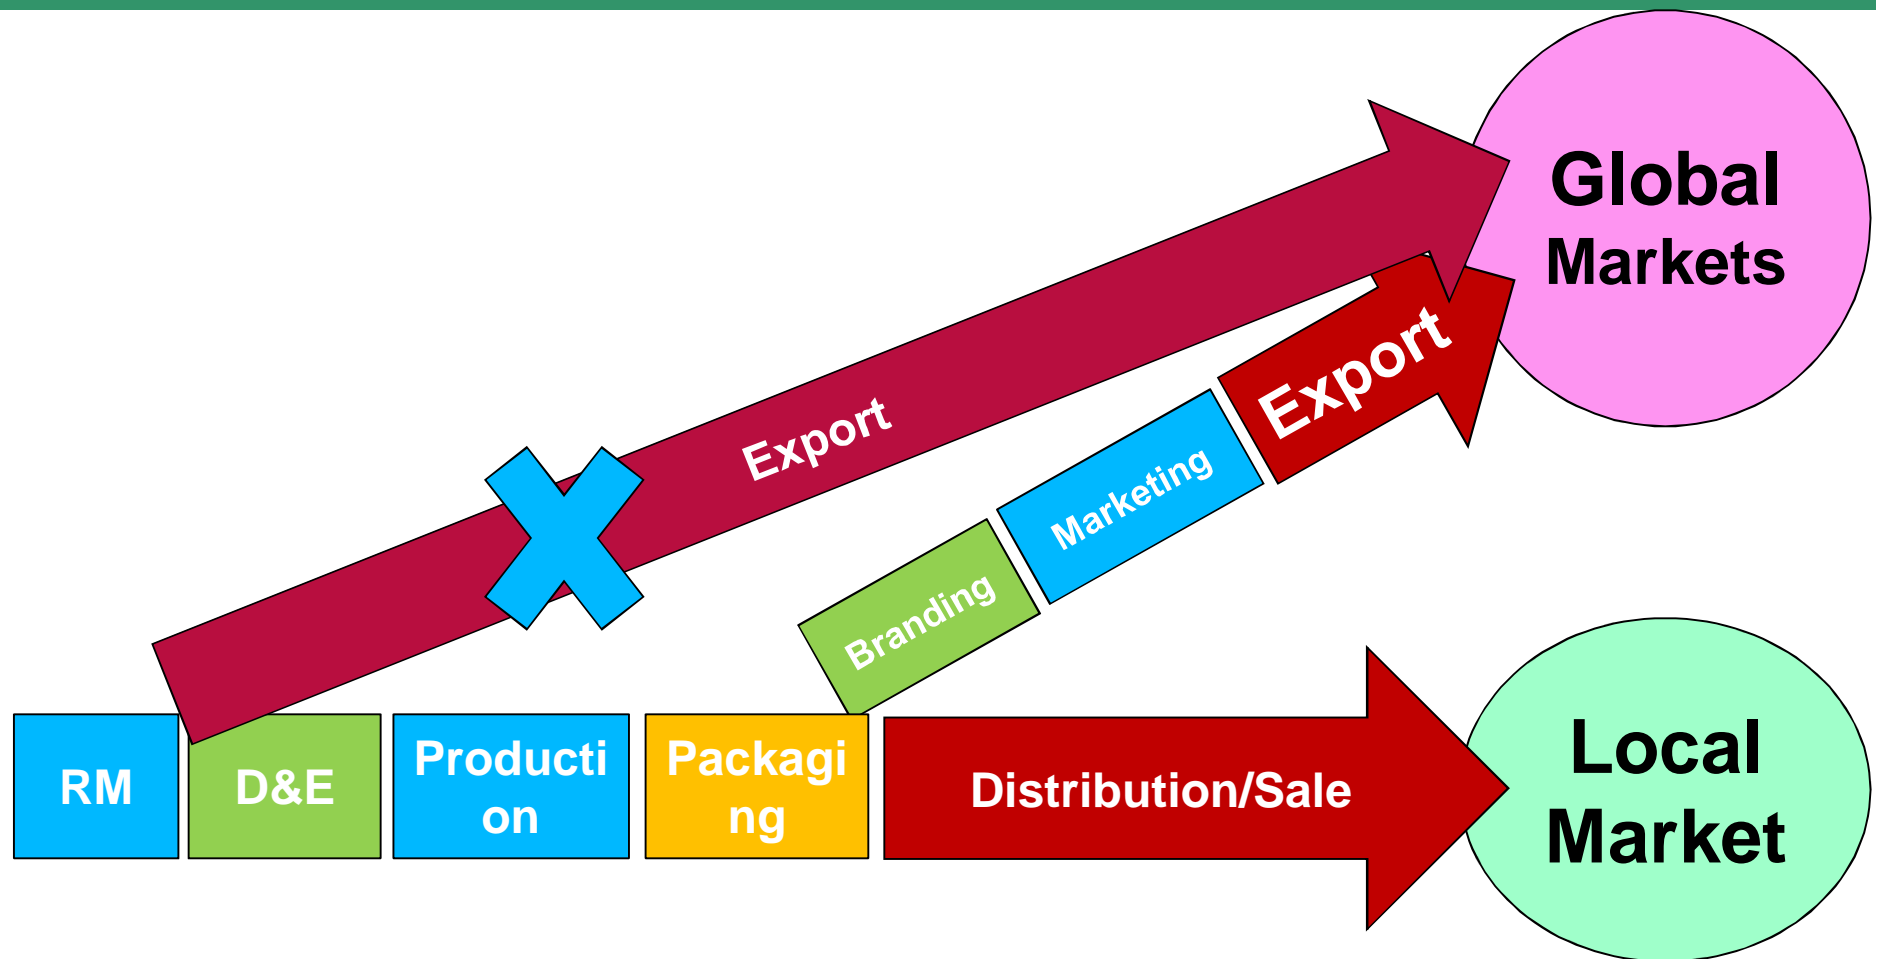 Global
Markets
Export
Export
Marketing
Branding
RM
D&E
Producti
on
Packagi
ng
Distribution/Sale
Local
Market